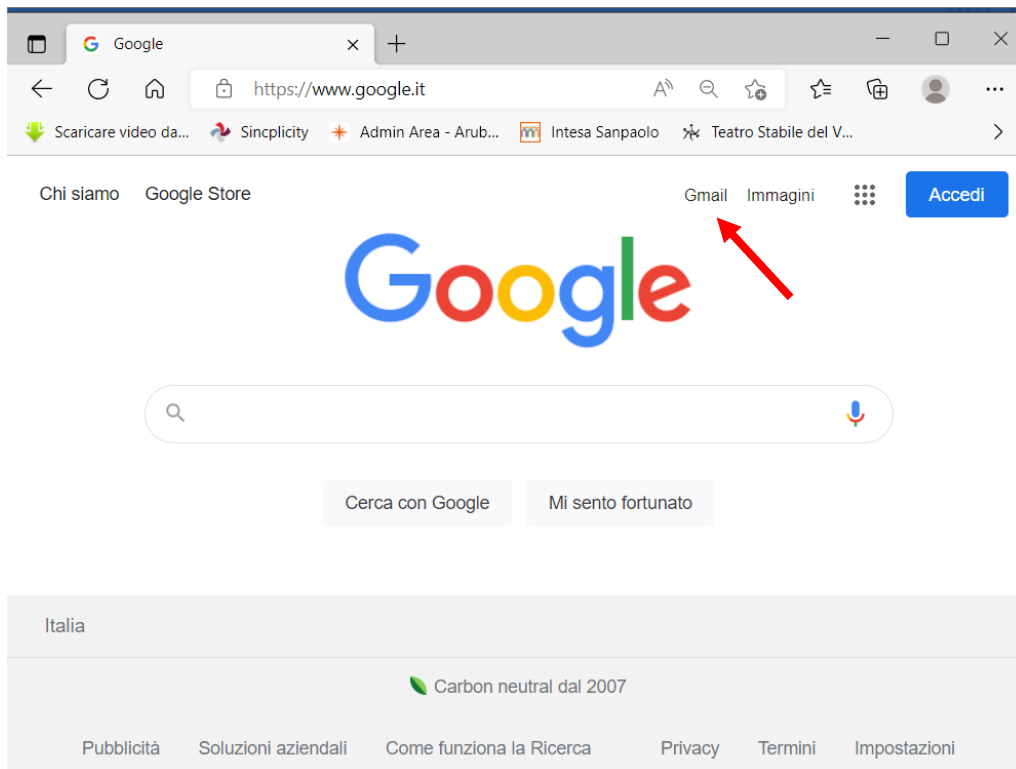 Google
https://www.google.it
Scaricare video da... Sincplicity Admin Area - Arub... Intesa Sanpaolo Teatro Stabile del V...
Chi siamo Google Store Gmail Immagini Accedi
Google
Cerca con Google Mi sento fortunato
Italia
Carbon neutral dal 2007
Pubblicità Soluzioni aziendali Come funziona la Ricerca Privacy Termini Impostazioni